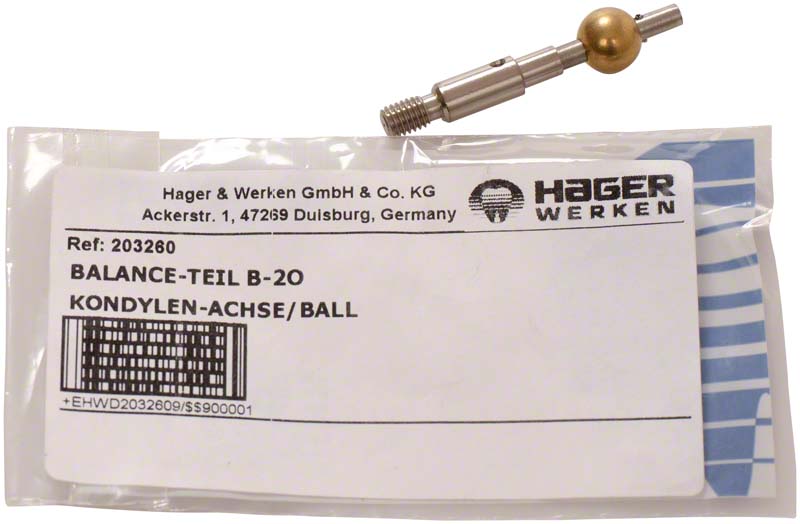 Hager & Werken GmbH & Co. KG
Ackerstr. 1, 47269 Duisburg, Germany
HAGER
WERKEN
Ref: 203260
BALANCE-TEIL B-20
KONDYLEN-ACHSE/BALL
+EHWD2032609/$$900001